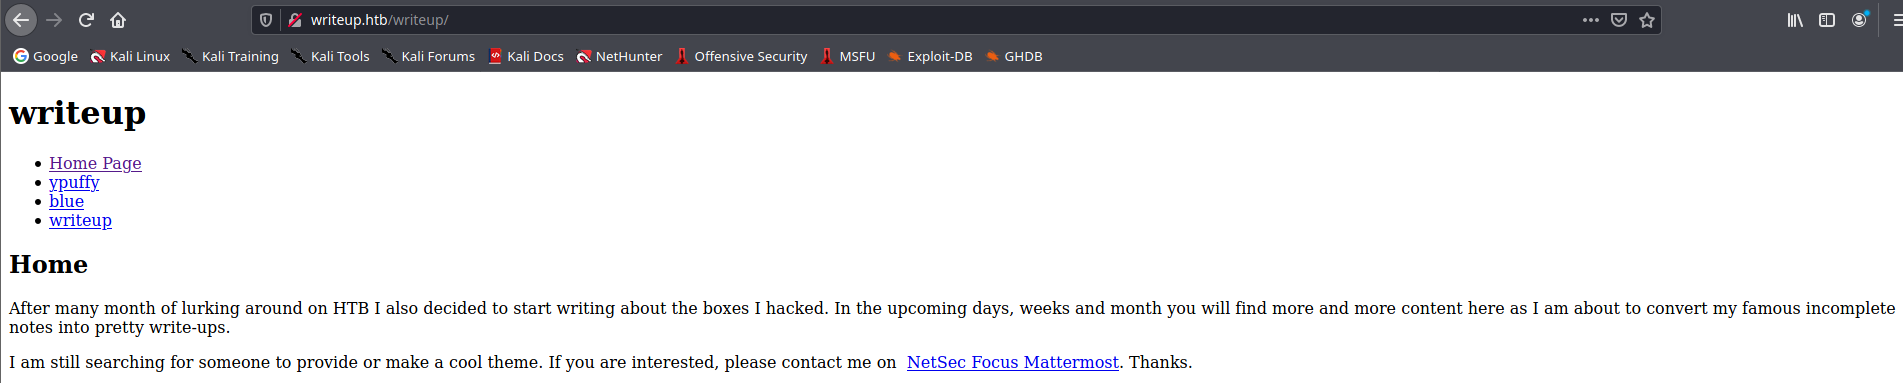 writeup.htb/writeup/
Google Kali Linux Kali Training Kali Tools Kali Forums Kali Docs NetHunter Offensive Security MSFU Exploit-DB GHDB
writeup
Home Page
ypuffy
blue
writeup
Home
After many month of lurking around on HTB I also decided to start writing about the boxes I hacked. In the upcoming days, weeks and month you will find more and more content here as I am about to convert my famous incomplete
notes into pretty write-ups.
I am still searching for someone to provide or make a cool theme. If you are interested, please contact me on NetSec Focus Mattermost. Thanks.